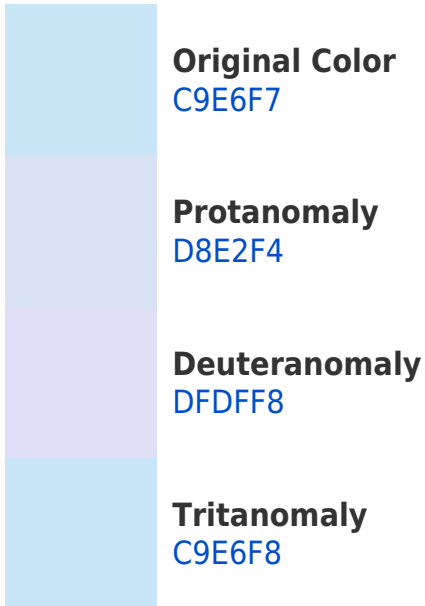 Original Color
C9E6F7
Protanomaly
D8E2F4
Deuteranomaly
DFDFF8
Tritanomaly
C9E6F8